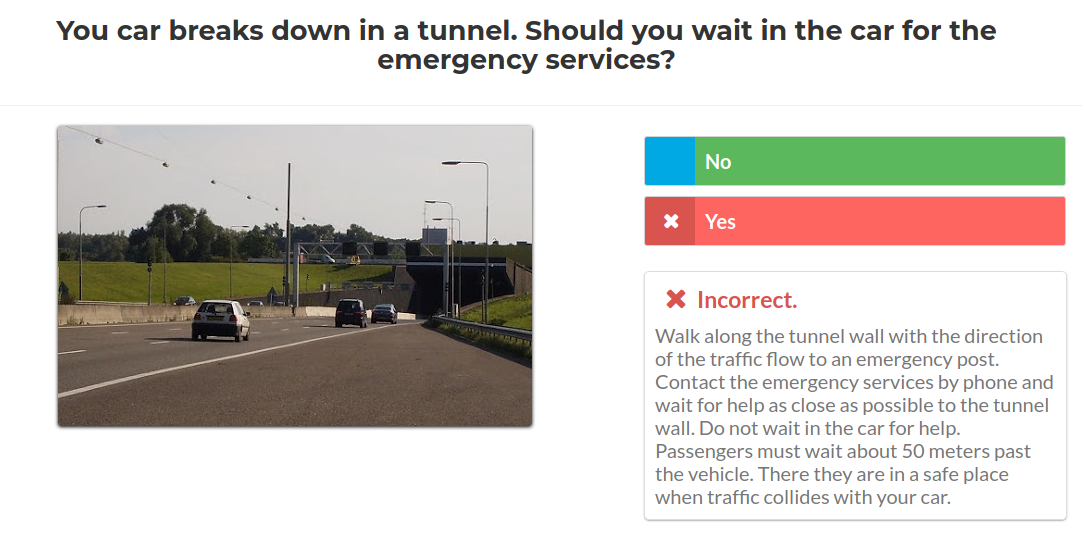 You car breaks down in a tunnel. Should you wait in the car for the
emergency services?
No
Yes
Incorrect.
Walk along the tunnel wall with the direction
of the traffic flow to an emergency post.
Contact the emergency services by phone and
wait for help as close as possible to the tunnel
wall. Do not wait in the car for help.
Passengers must wait about 50 meters past
the vehicle. There they are in a safe place
when traffic collides with your car.